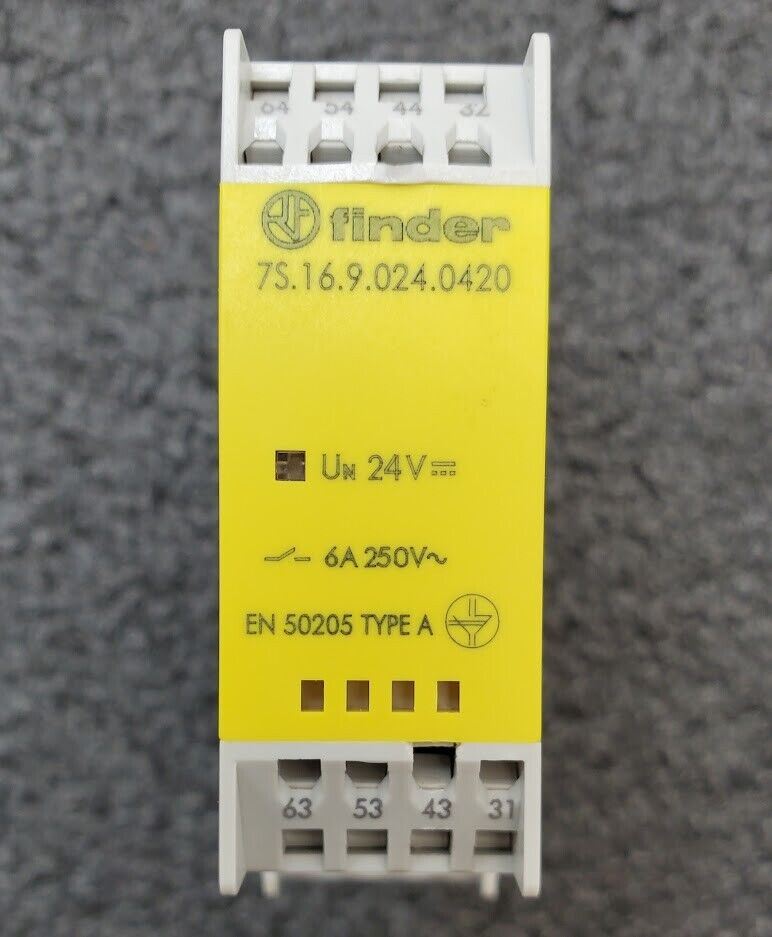 64 54 44 32
finder
7S.16.9.024.0420
UN 24V⎓
6A 250V~
EN 50205 TYPE A
63 53 43 31